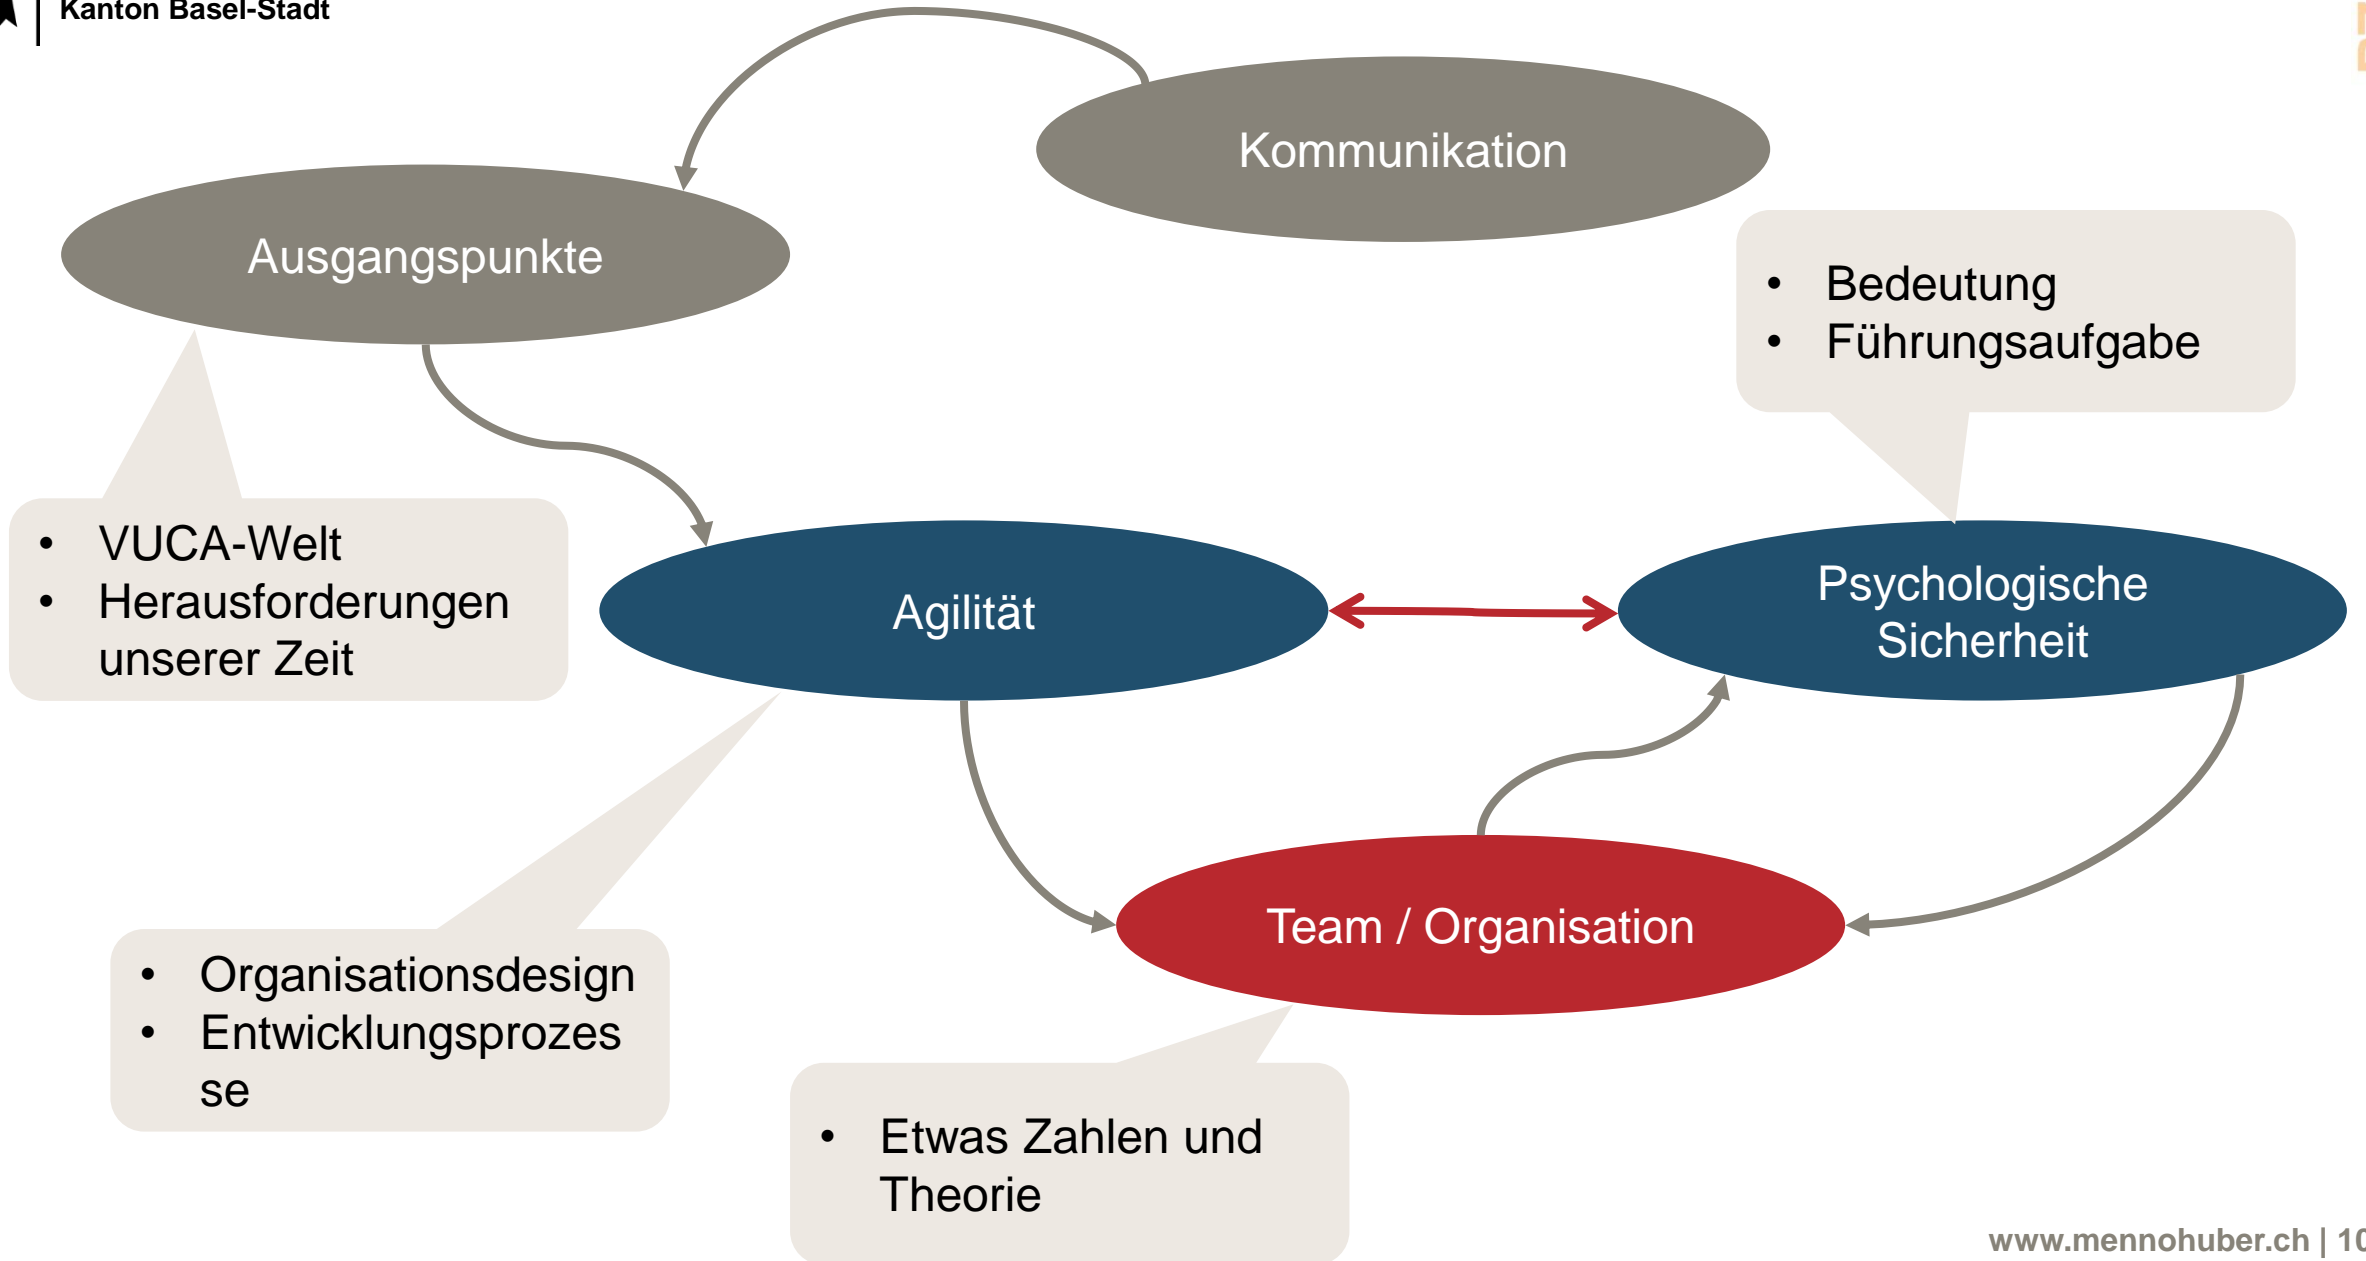 Kanton Basel-Stadt
Kommunikation
Ausgangspunkte
• Bedeutung
• Führungsaufgabe
• VUCA-Welt
• Herausforderungen
unserer Zeit
Agilität
Psychologische
Sicherheit
Team / Organisation
• Organisationsdesign
• Entwicklungsprozes
se
• Etwas Zahlen und
Theorie
www.mennohuber.ch | 10